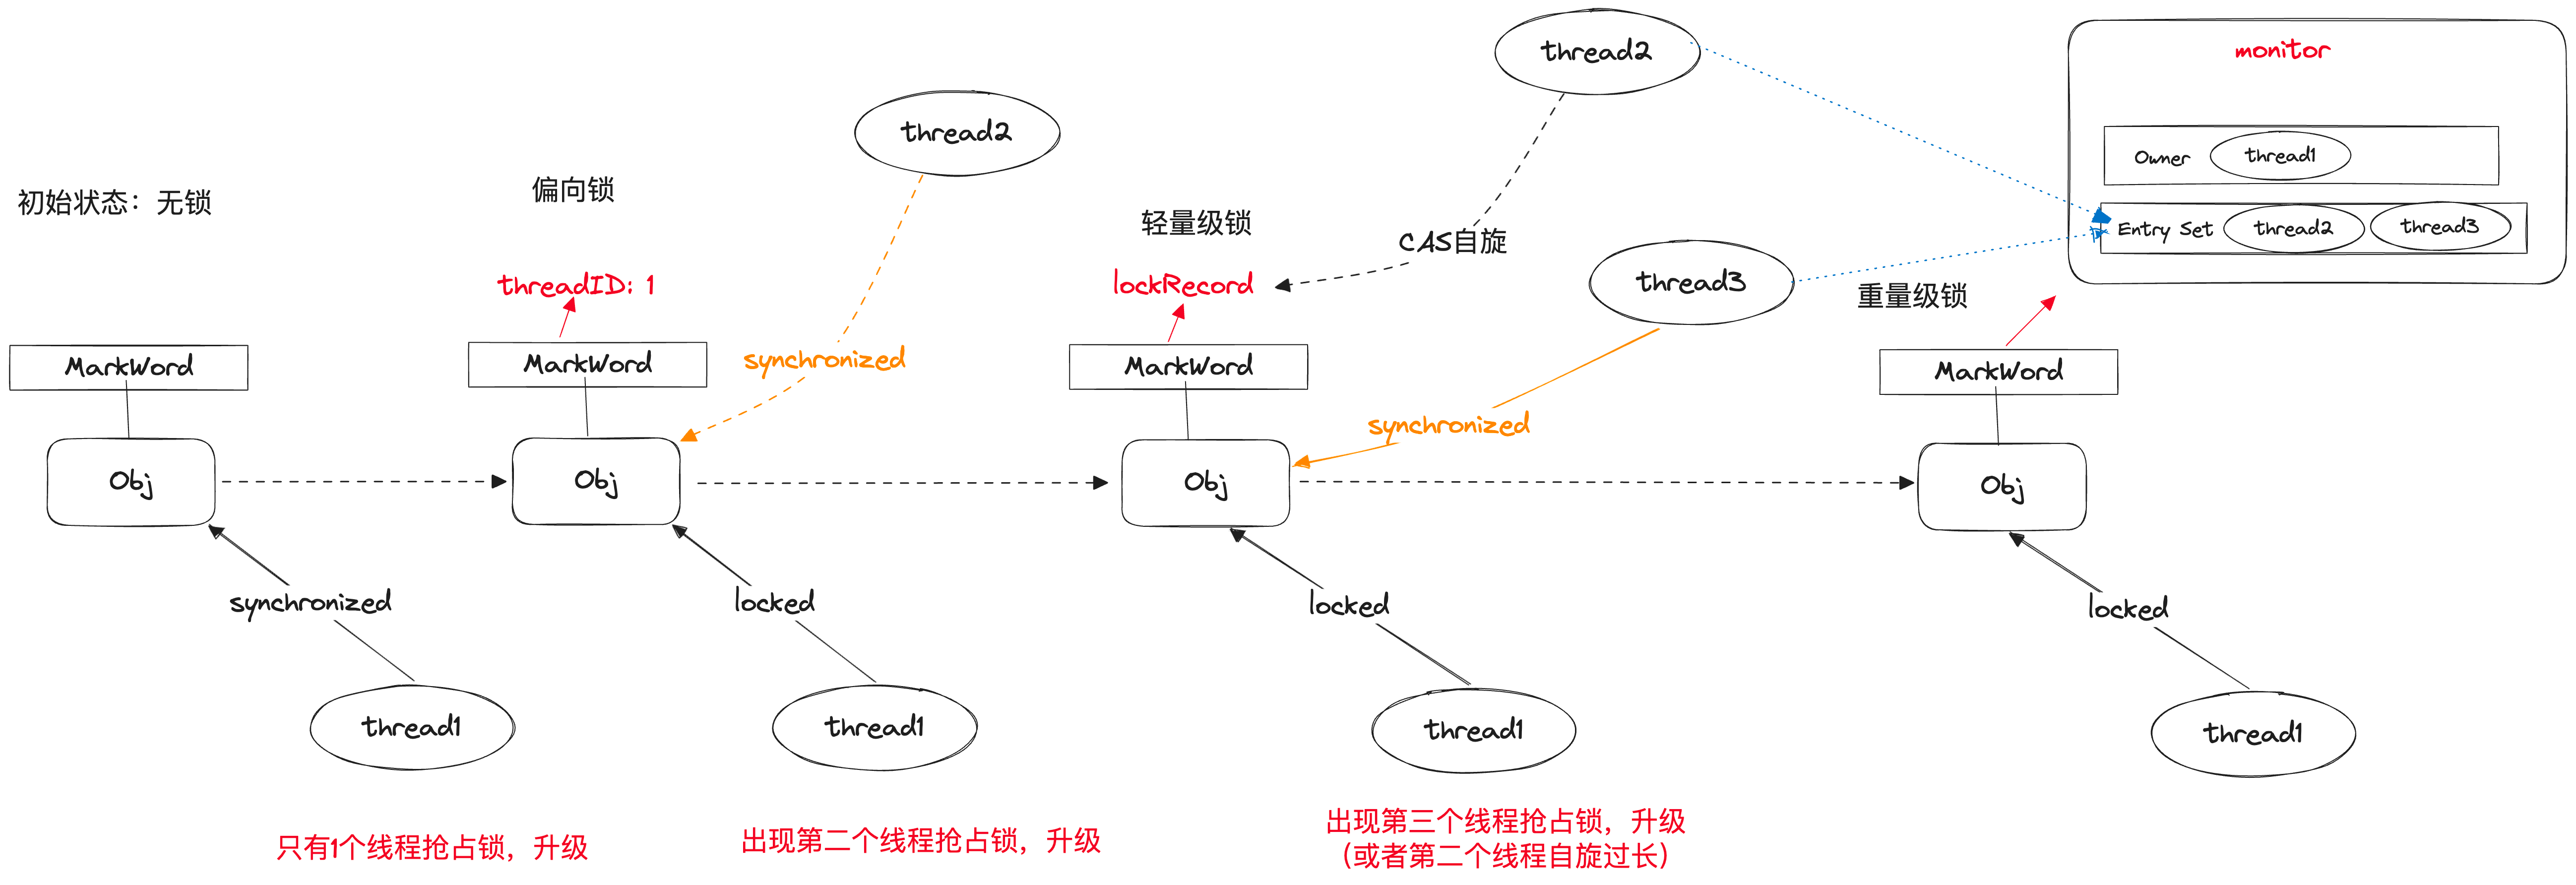 初始状态：无锁
MarkWord
Obj
synchronized
thread1
只有1个线程抢占锁，升级
偏向锁
threadID: 1
MarkWord
Obj
thread2
synchronized
locked
thread1
出现第二个线程抢占锁，升级
轻量级锁
lockRecord
MarkWord
Obj
thread2
CAS自旋
thread3
synchronized
locked
thread1
出现第三个线程抢占锁，升级
（或者第二个线程自旋过长）
重量级锁
MarkWord
Obj
locked
thread1
monitor
Owner thread1
Entry Set thread2 thread3